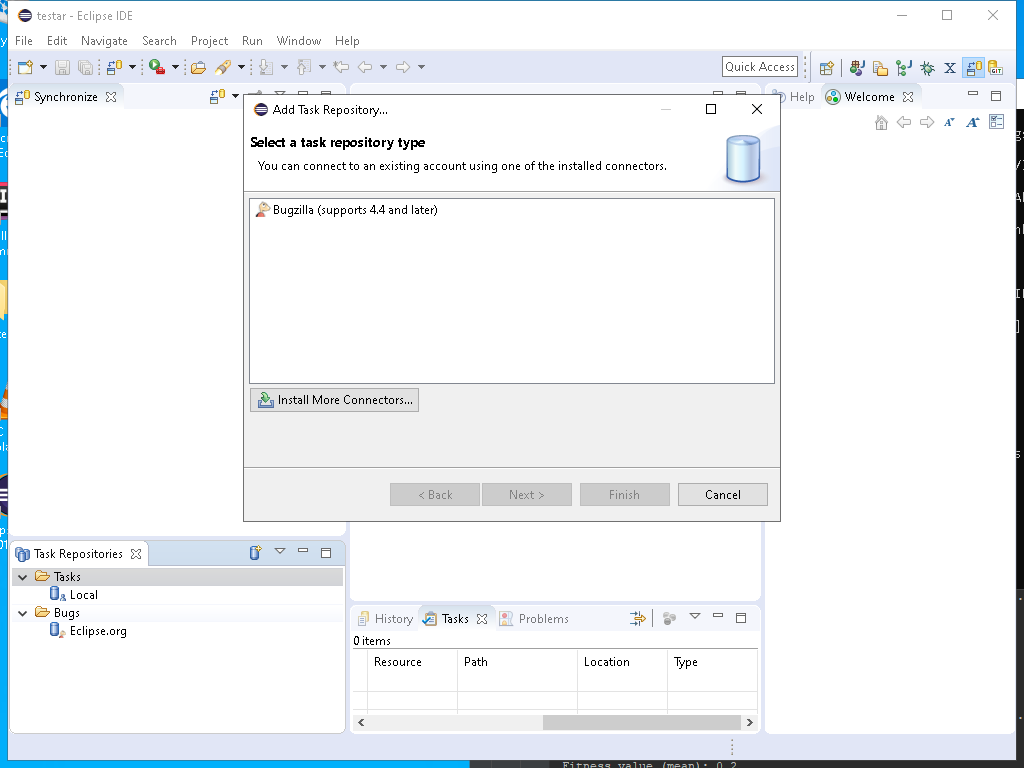 testar - Eclipse IDE
File Edit Navigate Search Project Run Window Help
Quick Access
Synchronize
Help Welcome
Add Task Repository...
Select a task repository type
You can connect to an existing account using one of the installed connectors.
Bugzilla (supports 4.4 and later)
Install More Connectors...
< Back Next > Finish Cancel
Task Repositories
Tasks
Local
Bugs
Eclipse.org
History Tasks Problems
0 items
Resource Path Location Type
Fitness value (mean): 0.2